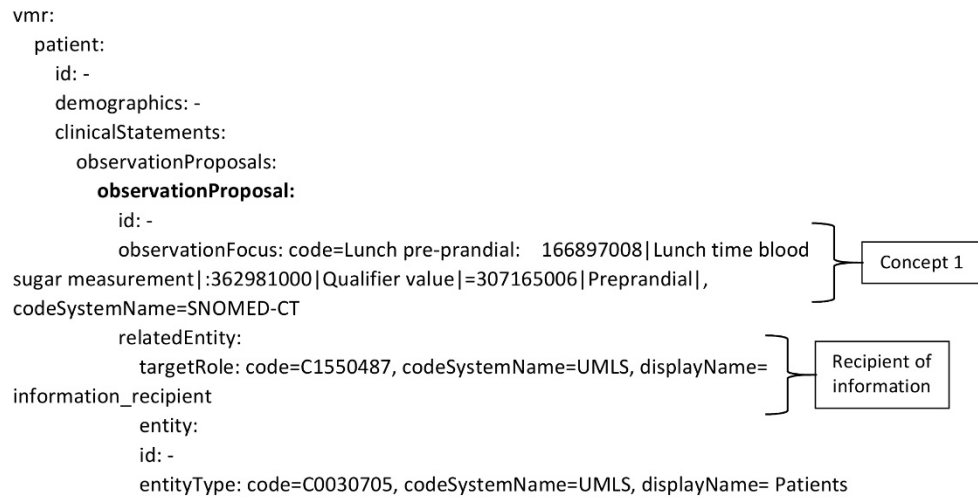 vmr:
patient:
id: -
demographics: -
clinicalStatements:
observationProposals:
observationProposal:
id: -
observationFocus: code=Lunch pre-prandial: 166897008|Lunch time blood
sugar measurement|:362981000|Qualifier value|=307165006|Preprandial|,
codeSystemName=SNOMED-CT
Concept 1
relatedEntity:
targetRole: code=C1550487, codeSystemName=UMLS, displayName=
information_recipient
Recipient of
information
entity:
id: -
entityType: code=C0030705, codeSystemName=UMLS, displayName= Patients